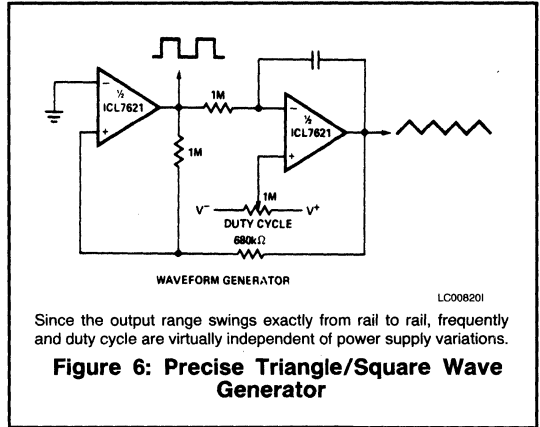 ½
ICL7621
1M
1M
½
ICL7621
1M
V⁻ V⁺
DUTY CYCLE
680kΩ
WAVEFORM GENERATOR
LC00820I
Since the output range swings exactly from rail to rail, frequently
and duty cycle are virtually independent of power supply variations.
Figure 6: Precise Triangle/Square Wave
Generator